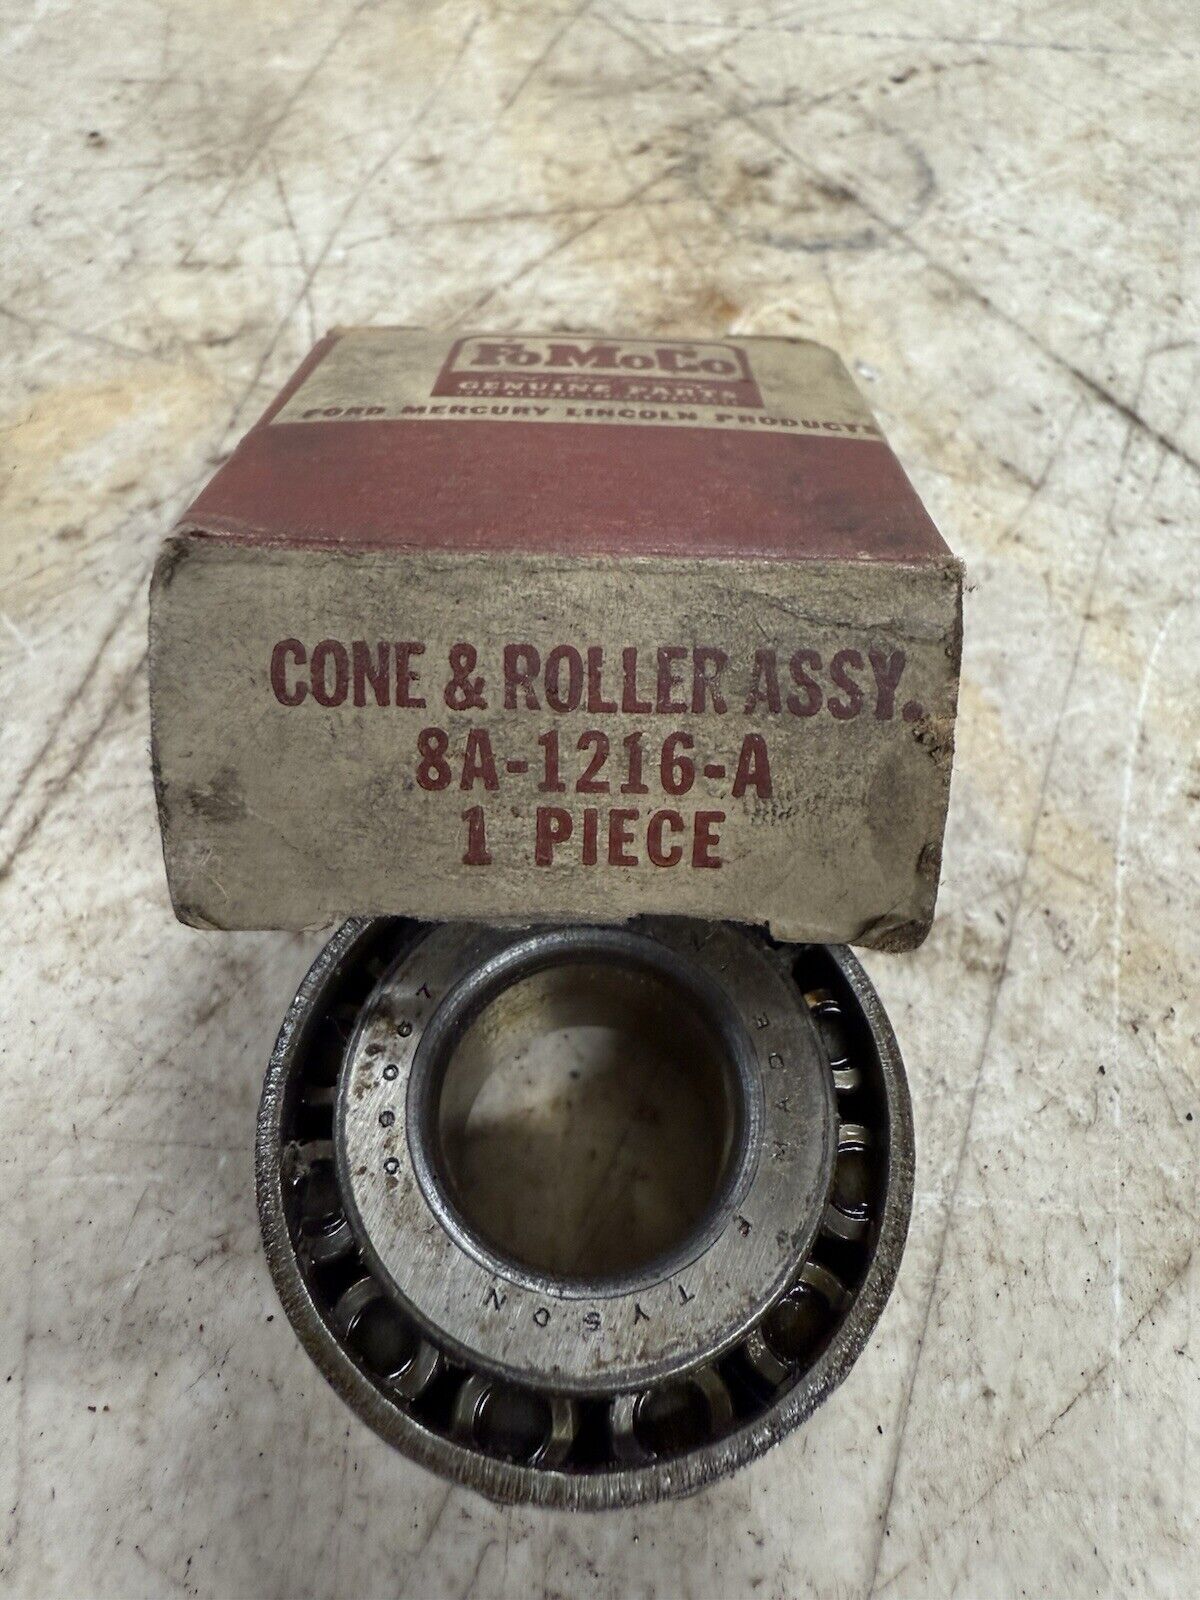 FoMoCo
GENUINE PARTS
FORD MERCURY LINCOLN PRODUCTS
CONE & ROLLER ASSY.
8A-1216-A
1 PIECE
09067
MADE
TYSON